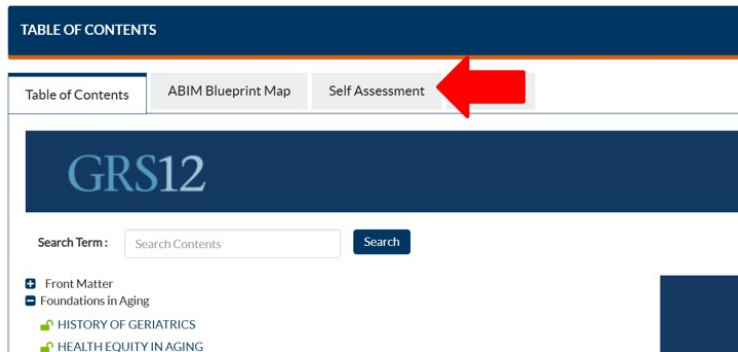 TABLE OF CONTENTS
Table of Contents ABIM Blueprint Map Self Assessment
GRS12
Search Term : Search Contents Search
Front Matter
Foundations in Aging
HISTORY OF GERIATRICS
HEALTH EQUITY IN AGING